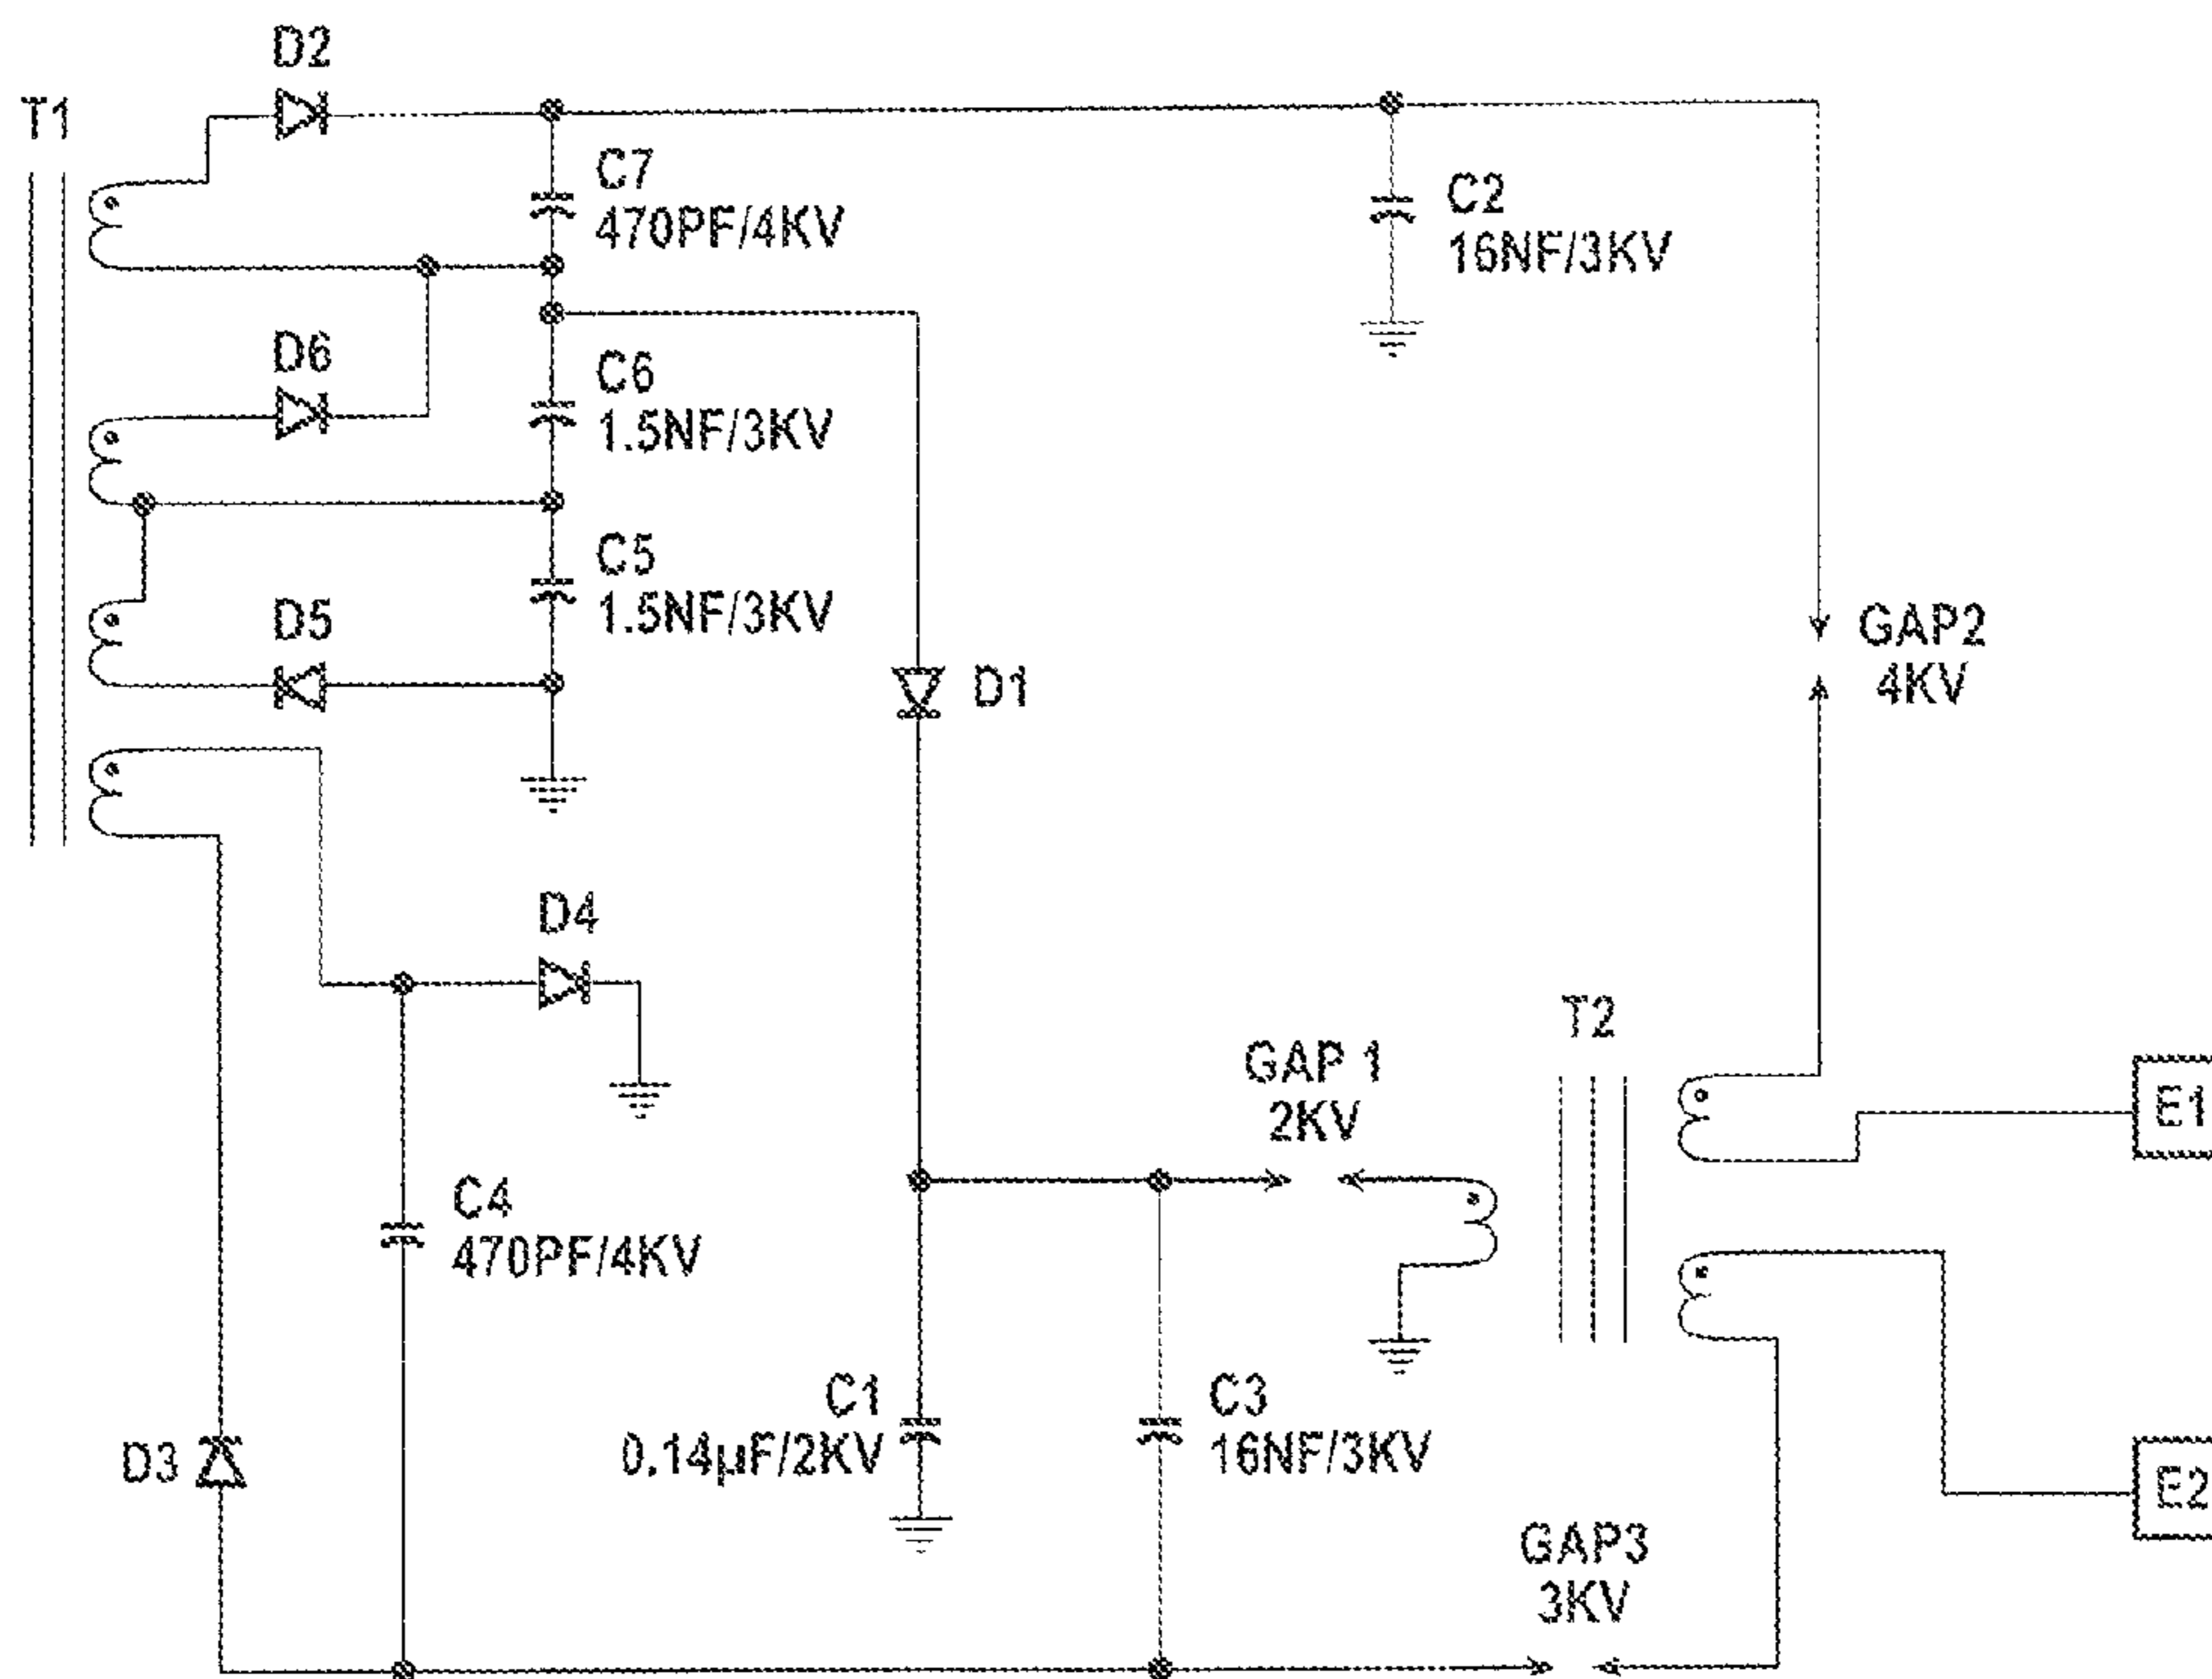 D2
T1
C7
470PF/4KV
C2
16NF/3KV
D6
C6
1.5NF/3KV
C5
1.5NF/3KV
D5
GAP2
4KV
D1
D4
T2
GAP 1
2KV
E1
C4
470PF/4KV
C1
0.14µF/2KV
C3
16NF/3KV
D3
E2
GAP3
3KV